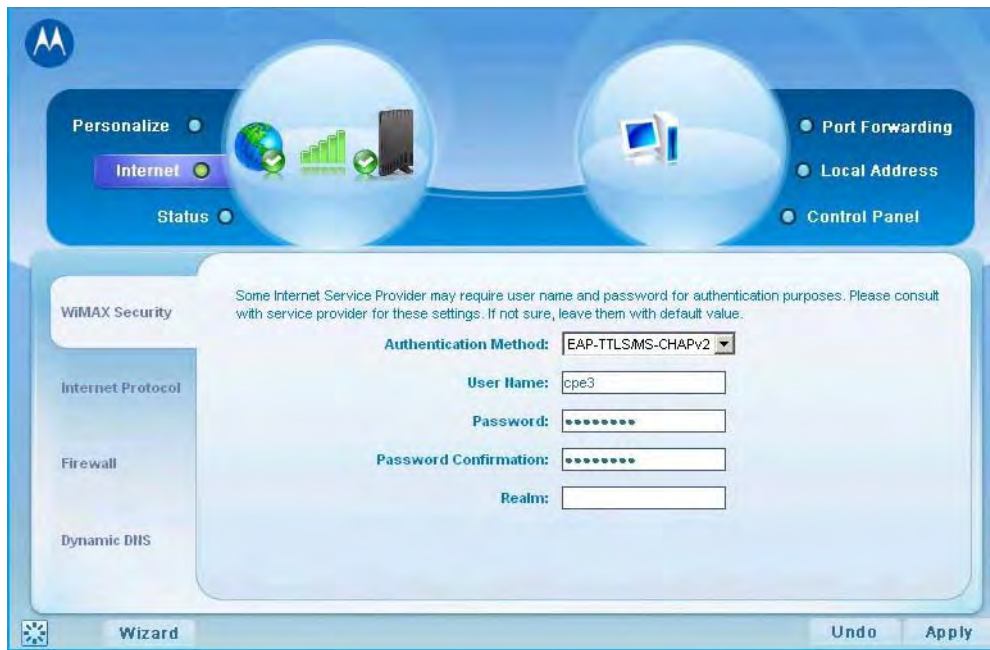 Personalize
Internet
Status
Port Forwarding
Local Address
Control Panel
WiMAX Security
Internet Protocol
Firewall
Dynamic DNS
Some Internet Service Provider may require user name and password for authentication purposes. Please consult
with service provider for these settings. If not sure, leave them with default value.
Authentication Method: EAP-TTLS/MS-CHAPv2
User Name: cpe3
Password: ••••••••
Password Confirmation: ••••••••
Realm:
Wizard
Undo
Apply